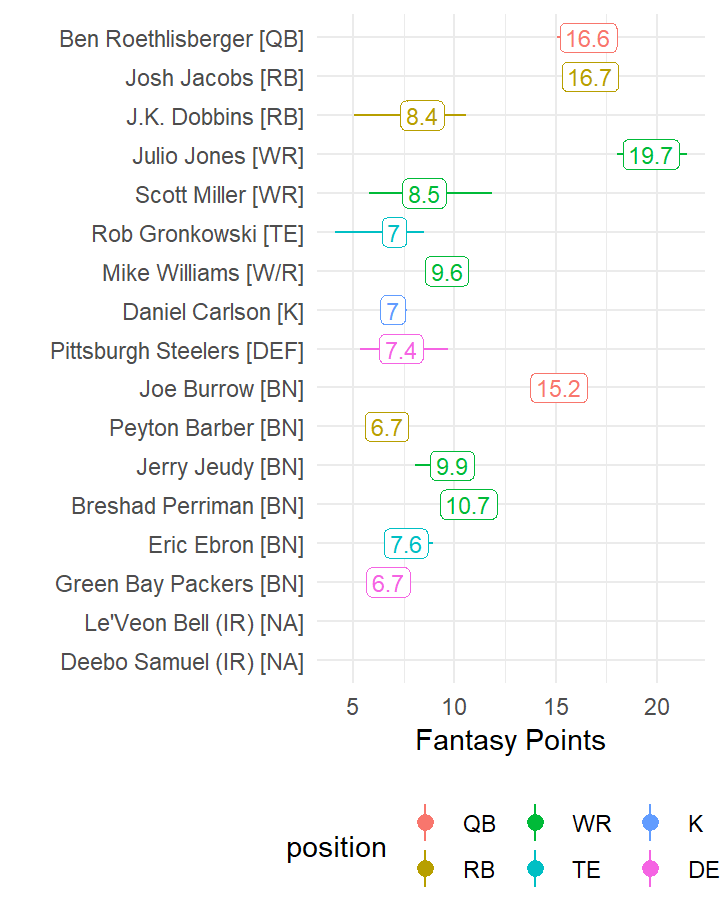 Ben Roethlisberger [QB] 16.6
Josh Jacobs [RB] 16.7
J.K. Dobbins [RB] 8.4
Julio Jones [WR] 19.7
Scott Miller [WR] 8.5
Rob Gronkowski [TE] 7
Mike Williams [W/R] 9.6
Daniel Carlson [K] 7
Pittsburgh Steelers [DEF] 7.4
Joe Burrow [BN] 15.2
Peyton Barber [BN] 6.7
Jerry Jeudy [BN] 9.9
Breshad Perriman [BN] 10.7
Eric Ebron [BN] 7.6
Green Bay Packers [BN] 6.7
Le'Veon Bell (IR) [NA]
Deebo Samuel (IR) [NA]
5 10 15 20
Fantasy Points
position
QB WR K
RB TE DE